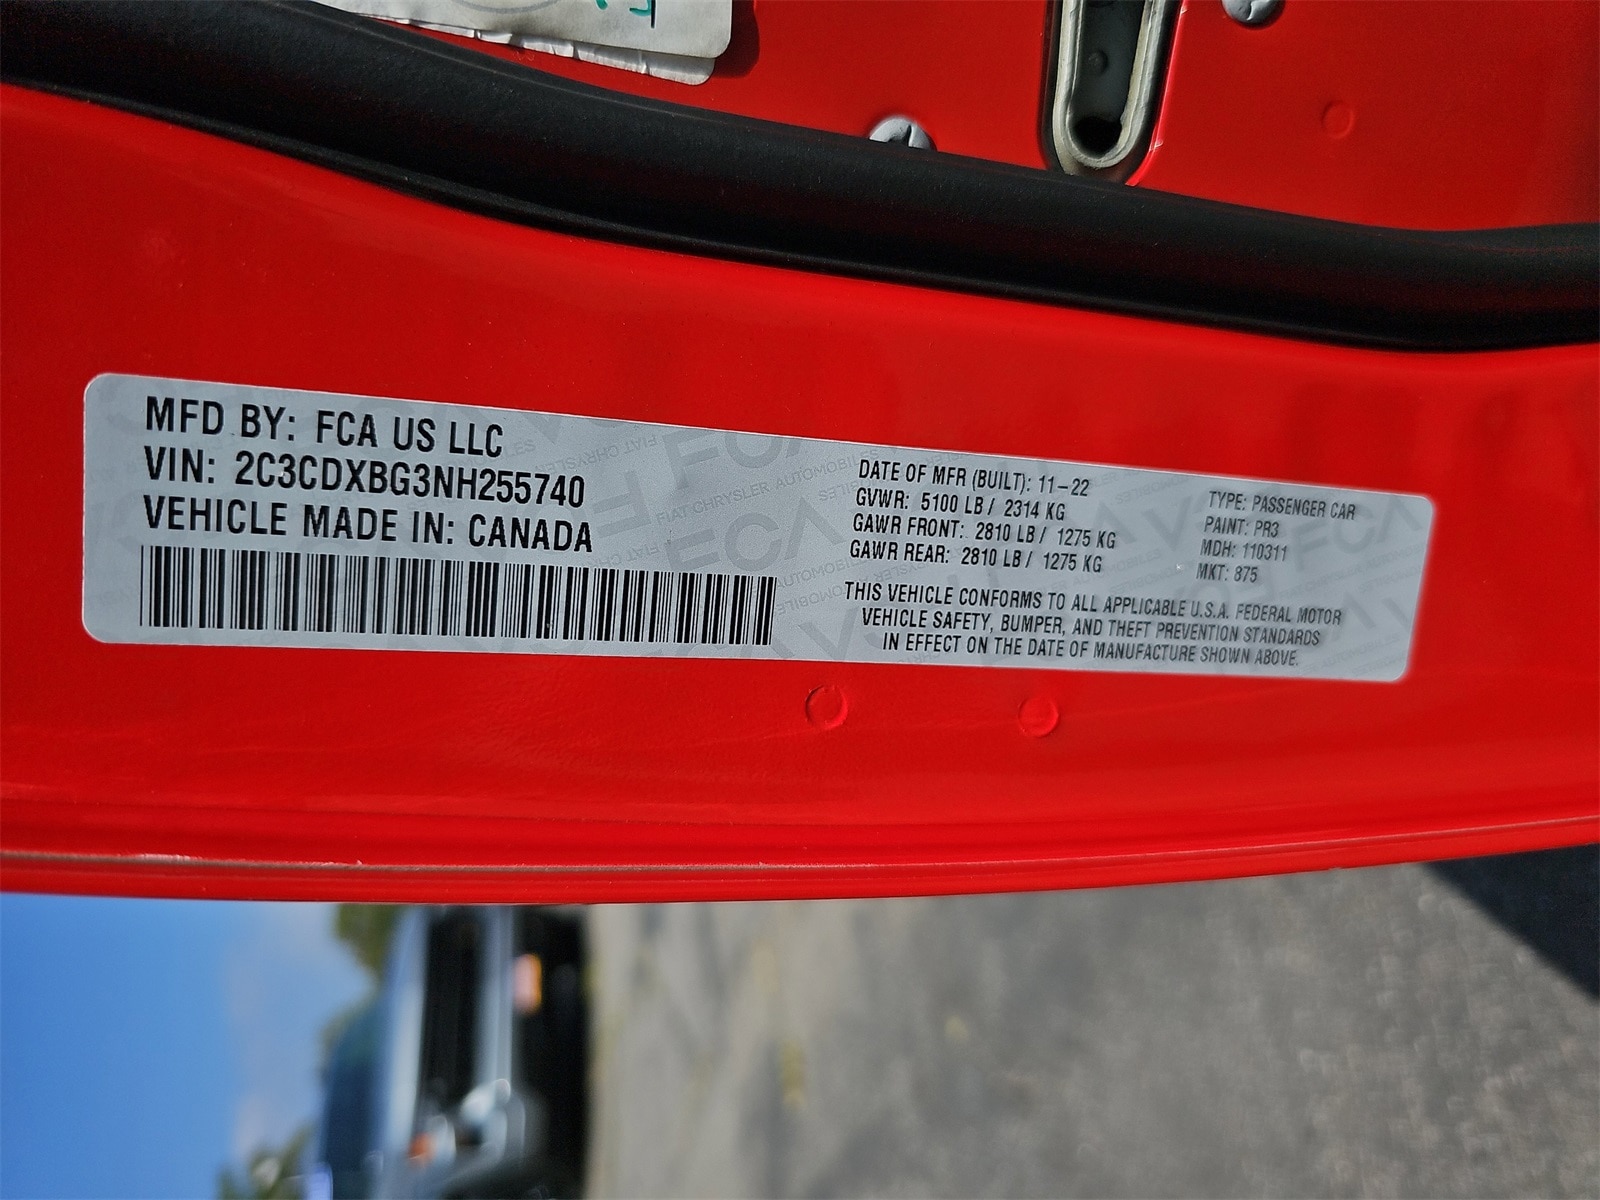 MFD BY: FCA US LLC
VIN: 2C3CDXBG3NH255740
VEHICLE MADE IN: CANADA
DATE OF MFR (BUILT): 11-22
GVWR: 5100 LB / 2314 KG
GAWR FRONT: 2810 LB / 1275 KG
GAWR REAR: 2810 LB / 1275 KG
TYPE: PASSENGER CAR
PAINT: PR3
MDH: 110311
MKT: 875
THIS VEHICLE CONFORMS TO ALL APPLICABLE U.S.A. FEDERAL MOTOR
VEHICLE SAFETY, BUMPER, AND THEFT PREVENTION STANDARDS
IN EFFECT ON THE DATE OF MANUFACTURE SHOWN ABOVE.